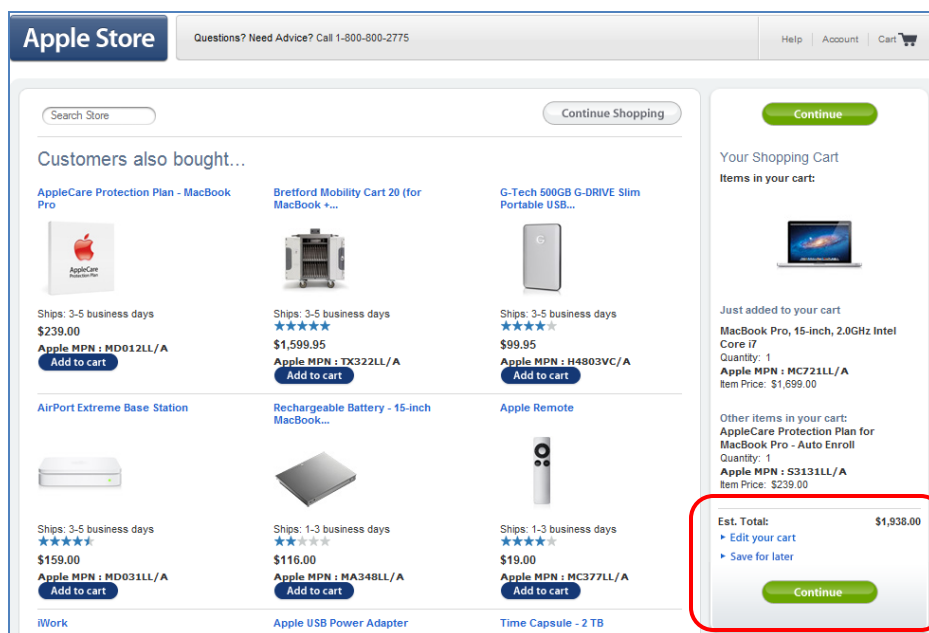 Apple Store
Questions? Need Advice? Call 1-800-800-2775
Help
Account
Cart
Search Store
Continue Shopping
Customers also bought...
AppleCare Protection Plan - MacBook
Pro
AppleCare
Protection Plan
Ships: 3-5 business days
$239.00
Apple MPN : MD012LL/A
Add to cart
Bretford Mobility Cart 20 (for
MacBook +...
Ships: 3-5 business days
$1,599.95
Apple MPN : TX322LL/A
Add to cart
G-Tech 500GB G-DRIVE Slim
Portable USB...
G
Ships: 3-5 business days
$99.95
Apple MPN : H4803VC/A
Add to cart
AirPort Extreme Base Station
Ships: 3-5 business days
$159.00
Apple MPN : MD031LL/A
Add to cart
Rechargeable Battery - 15-inch
MacBook...
Ships: 1-3 business days
$116.00
Apple MPN : MA348LL/A
Add to cart
Apple Remote
Ships: 1-3 business days
$19.00
Apple MPN : MC377LL/A
Add to cart
iWork
Apple USB Power Adapter
Time Capsule - 2 TB
Continue
Your Shopping Cart
Items in your cart:
Just added to your cart
MacBook Pro, 15-inch, 2.0GHz Intel
Core i7
Quantity: 1
Apple MPN : MC721LL/A
Item Price: $1,699.00
Other items in your cart:
AppleCare Protection Plan for
MacBook Pro - Auto Enroll
Quantity: 1
Apple MPN : S3131LL/A
Item Price: $239.00
Est. Total: $1,938.00
Edit your cart
Save for later
Continue